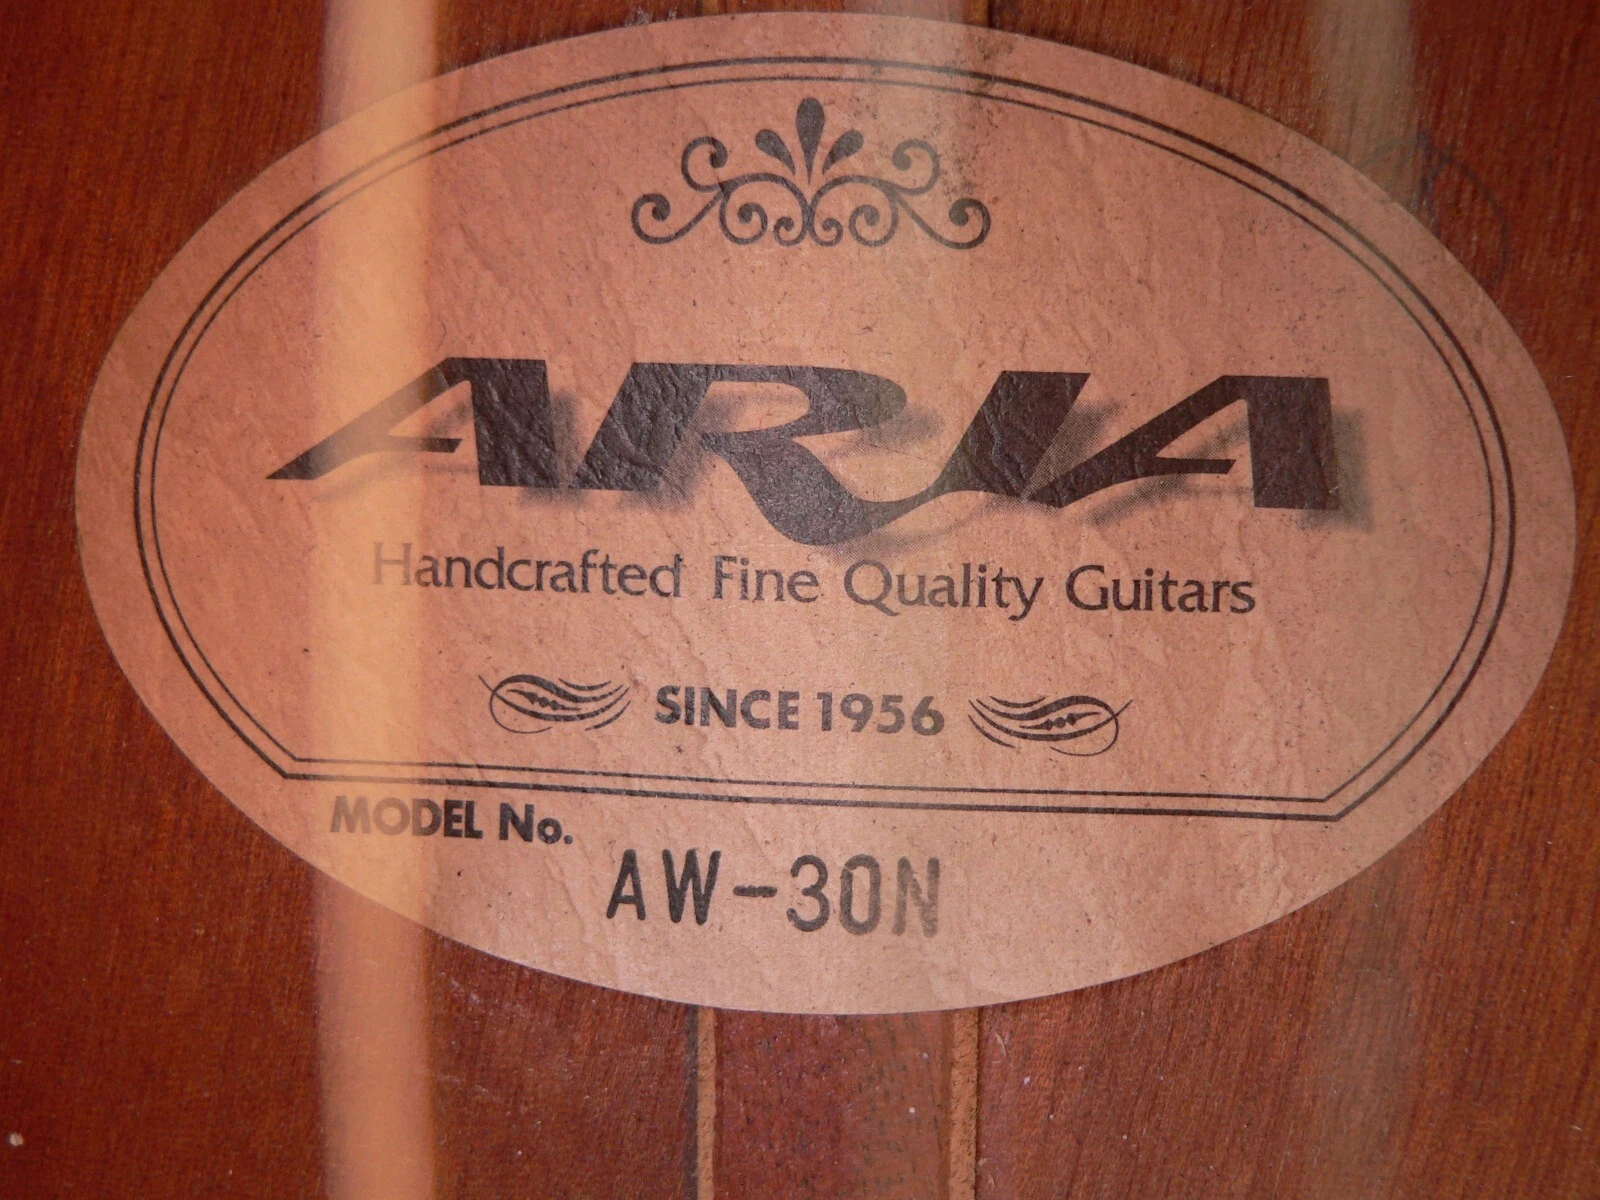 ARIA
Handcrafted Fine Quality Guitars
SINCE 1956
MODEL No.
AW-30N